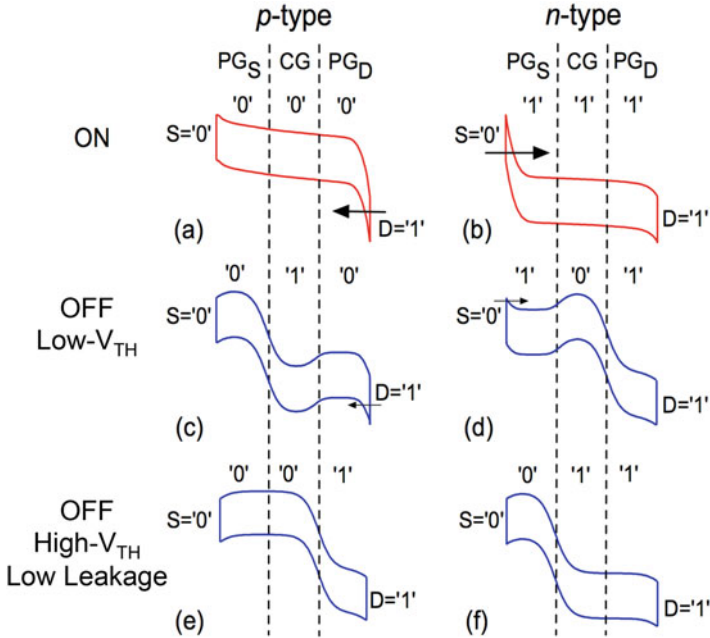 p-type n-type
PGS CG PGD PGS CG PGD
'0' '0' '0' '1' '1' '1'
ON S='0' S='0'
(a) D='1' (b) D='1'
'0' '1' '0' '1' '0' '1'
OFF
Low-VTH
S='0' S='0'
(c) D='1' (d) D='1'
'0' '0' '1' '0' '1' '1'
OFF
High-VTH
Low Leakage
S='0' S='0'
(e) D='1' (f) D='1'